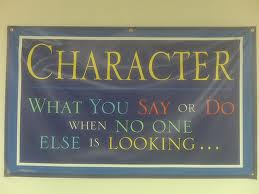 CHARACTER
WHAT YOU SAY OR DO
WHEN NO ONE
ELSE IS LOOKING...